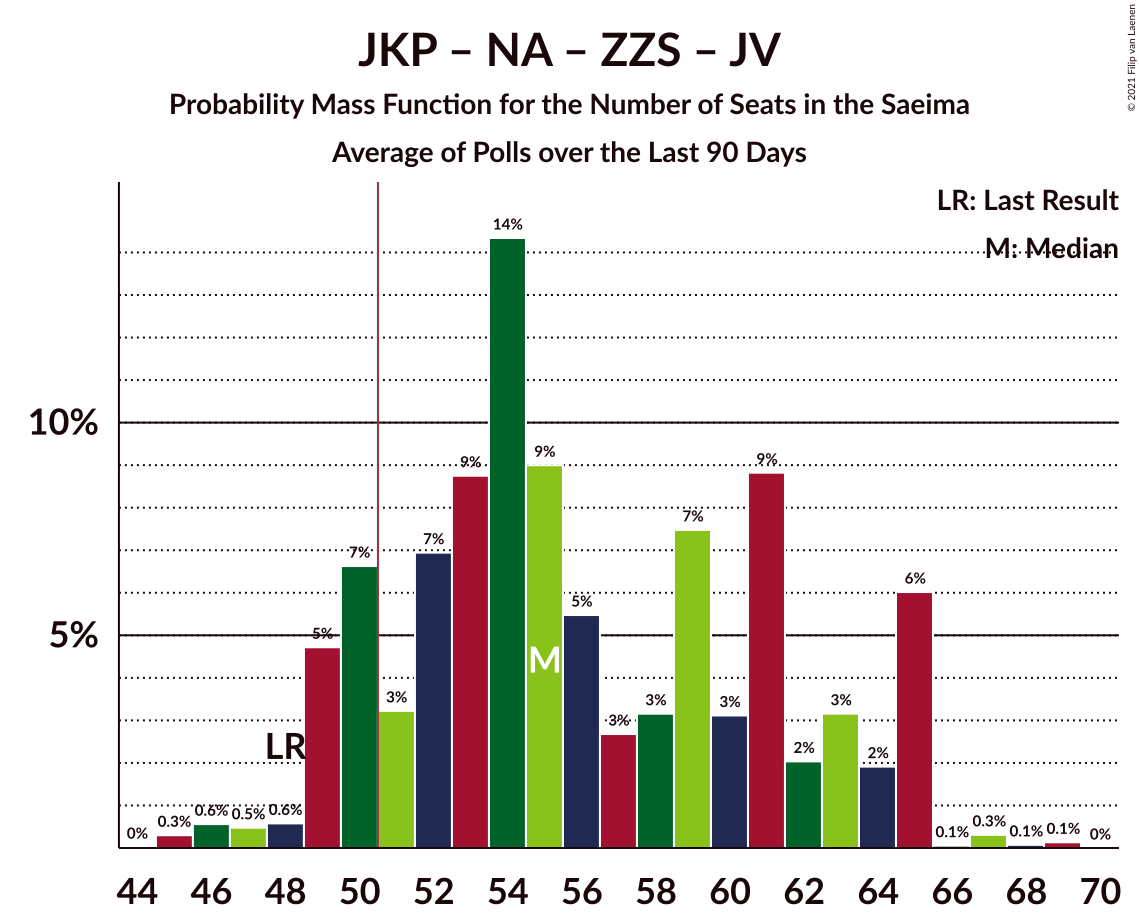 JKP – NA – ZZS – JV
Probability Mass Function for the Number of Seats in the Saeima
Average of Polls over the Last 90 Days
© 2021 Filip van Laenen
LR: Last Result
M: Median
10%
5%
0% 0.3% 0.6% 0.5% 0.6% 5% 7% 3% 7% 9% 14% 9% 5% 3% 3% 7% 3% 9% 2% 3% 2% 6% 0.1% 0.3% 0.1% 0.1% 0%
LR
M
44 46 48 50 52 54 56 58 60 62 64 66 68 70